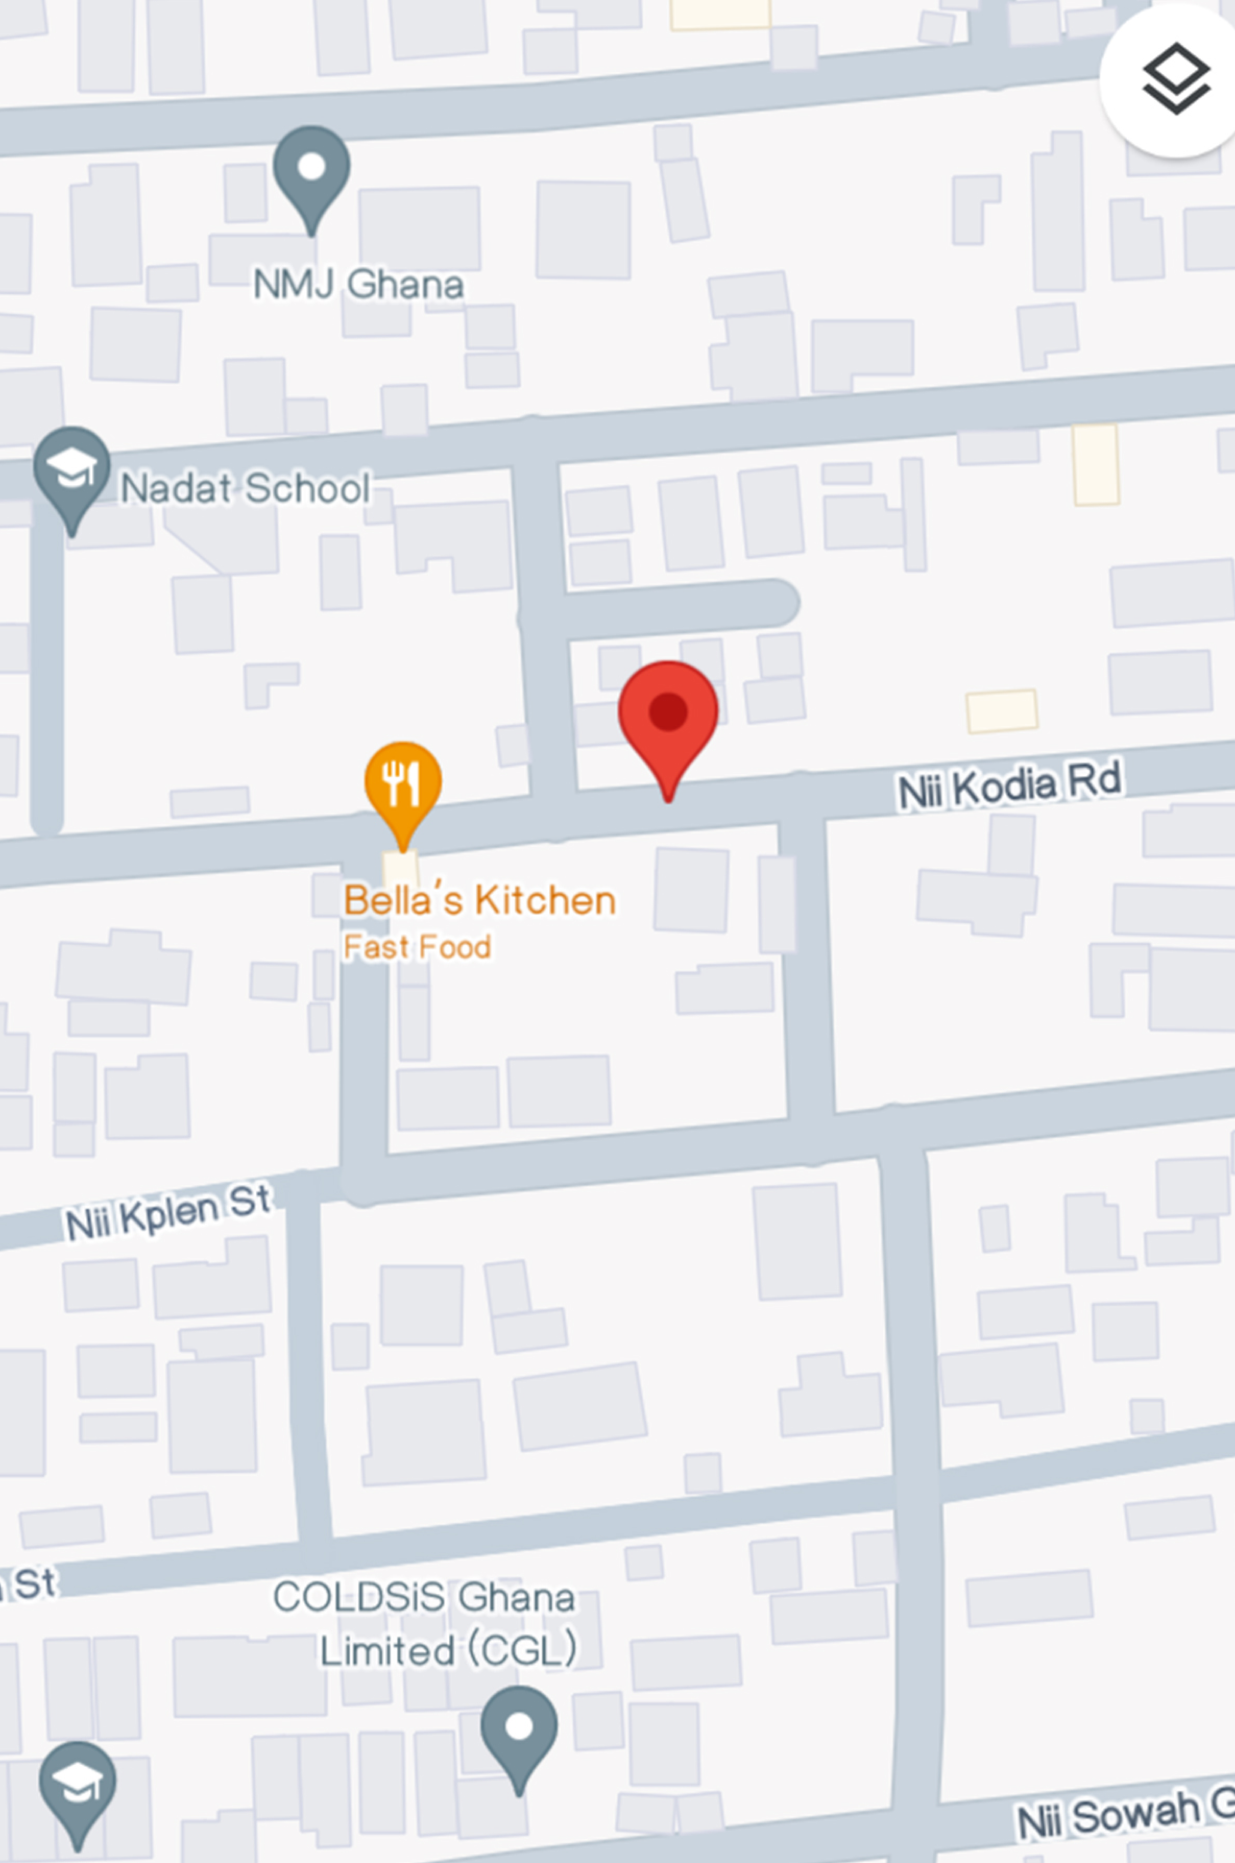 NMJ Ghana
Nadat School
Nii Kodia Rd
Bella's Kitchen
Fast Food
Nii Kplen St
St
COLDSiS Ghana
Limited (CGL)
Nii Sowah